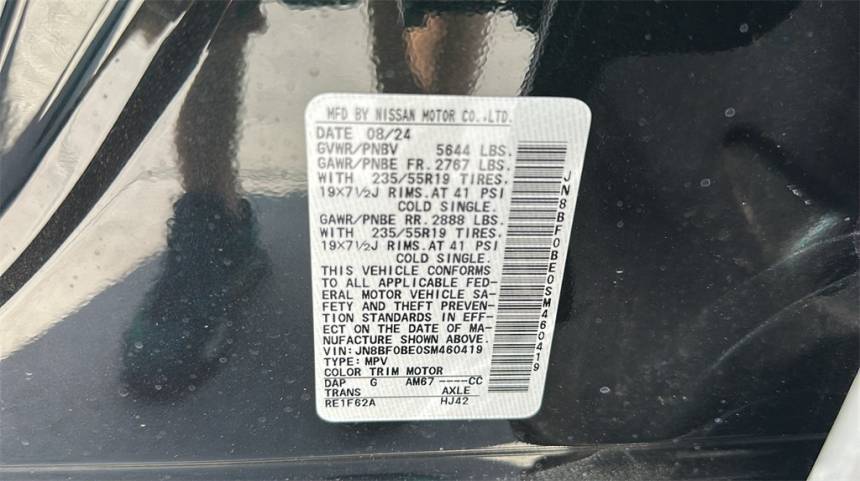 MFD BY NISSAN MOTOR CO.,LTD.
DATE 08/24
GVWR/PNBV 5644 LBS.
GAWR/PNBE FR. 2767 LBS.
WITH 235/55R19 TIRES.
19X7½J RIMS. AT 41 PSI
COLD SINGLE.
GAWR/PNBE RR. 2888 LBS.
WITH 235/55R19 TIRES.
19X7½J RIMS. AT 41 PSI
COLD SINGLE.
THIS VEHICLE CONFORMS
TO ALL APPLICABLE FED-
ERAL MOTOR VEHICLE SA-
FETY AND THEFT PREVEN-
TION STANDARDS IN EFF-
ECT ON THE DATE OF MA-
NUFACTURE SHOWN ABOVE.
VIN: JN8BF0BE0SM460419
TYPE: MPV
COLOR TRIM MOTOR
DAP G AM67 ----CC
TRANS AXLE
RE1F62A HJ42
JN8BF0BE0SM460419